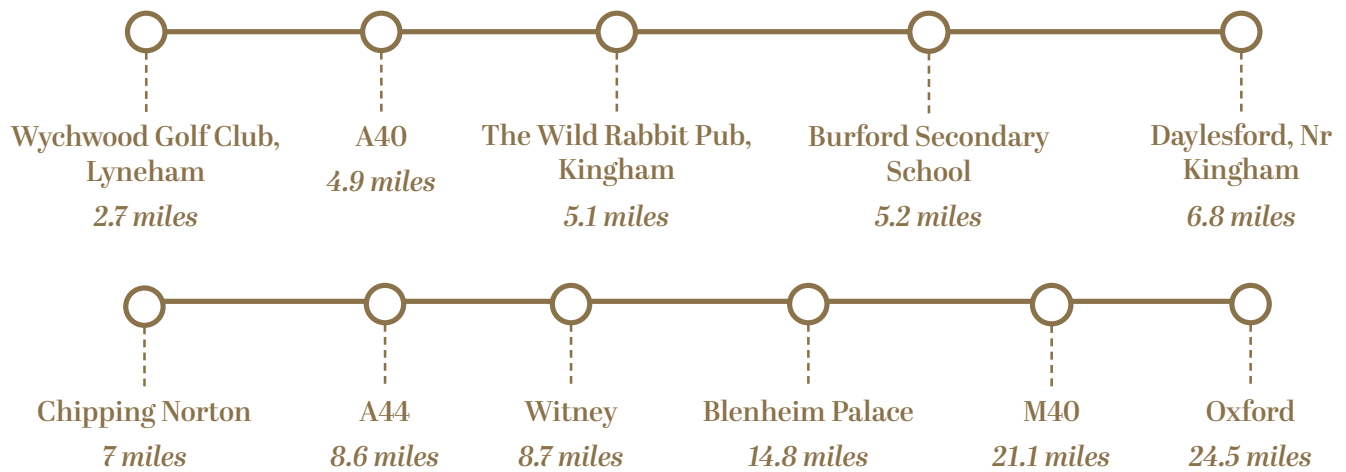 Wychwood Golf Club,
Lyneham
2.7 miles
A40
4.9 miles
The Wild Rabbit Pub,
Kingham
5.1 miles
Burford Secondary
School
5.2 miles
Daylesford, Nr
Kingham
6.8 miles
Chipping Norton
7 miles
A44
8.6 miles
Witney
8.7 miles
Blenheim Palace
14.8 miles
M40
21.1 miles
Oxford
24.5 miles